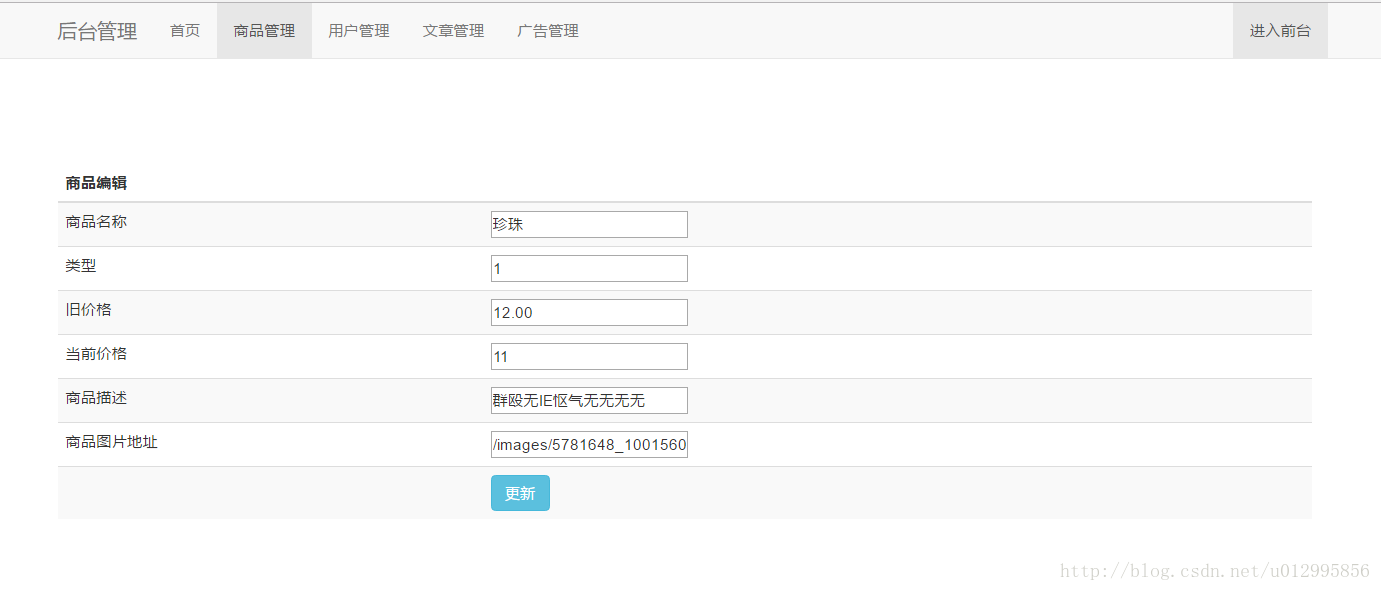 后台管理 首页 商品管理 用户管理 文章管理 广告管理 进入前台
商品编辑
商品名称 珍珠
类型 1
旧价格 12.00
当前价格 11
商品描述 群殴无IE怄气无无无无
商品图片地址 /images/5781648_1001560
更新
http://blog.csdn.net/u012995856